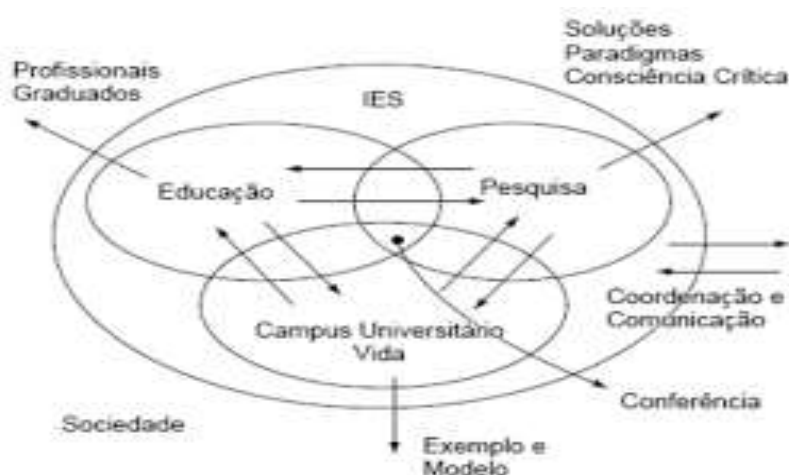 Soluções
Paradigmas
Consciência Crítica
Profissionais
Graduados
IES
Educação
Pesquisa
Coordenação e
Comunicação
Campus Universitário
Vida
Conferência
Sociedade
Exemplo e
Modelo